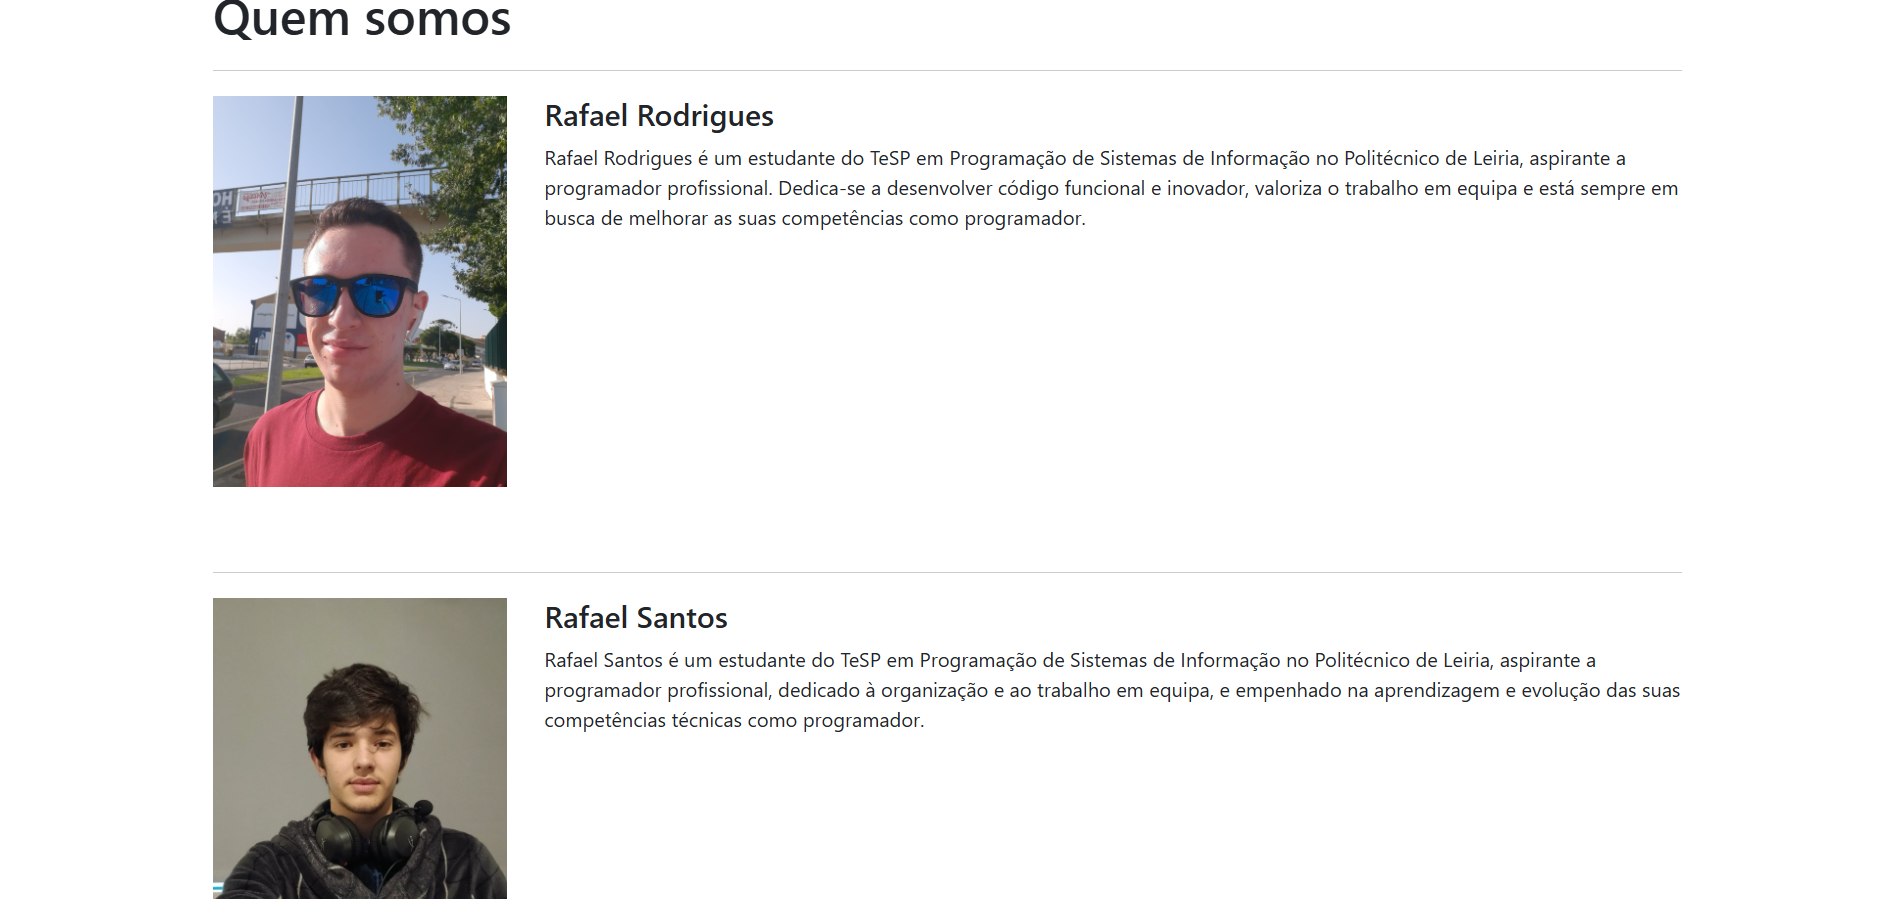 Quem somos
Rafael Rodrigues
Rafael Rodrigues é um estudante do TeSP em Programação de Sistemas de Informação no Politécnico de Leiria, aspirante a
programador profissional. Dedica-se a desenvolver código funcional e inovador, valoriza o trabalho em equipa e está sempre em
busca de melhorar as suas competências como programador.
Rafael Santos
Rafael Santos é um estudante do TeSP em Programação de Sistemas de Informação no Politécnico de Leiria, aspirante a
programador profissional, dedicado à organização e ao trabalho em equipa, e empenhado na aprendizagem e evolução das suas
competências técnicas como programador.